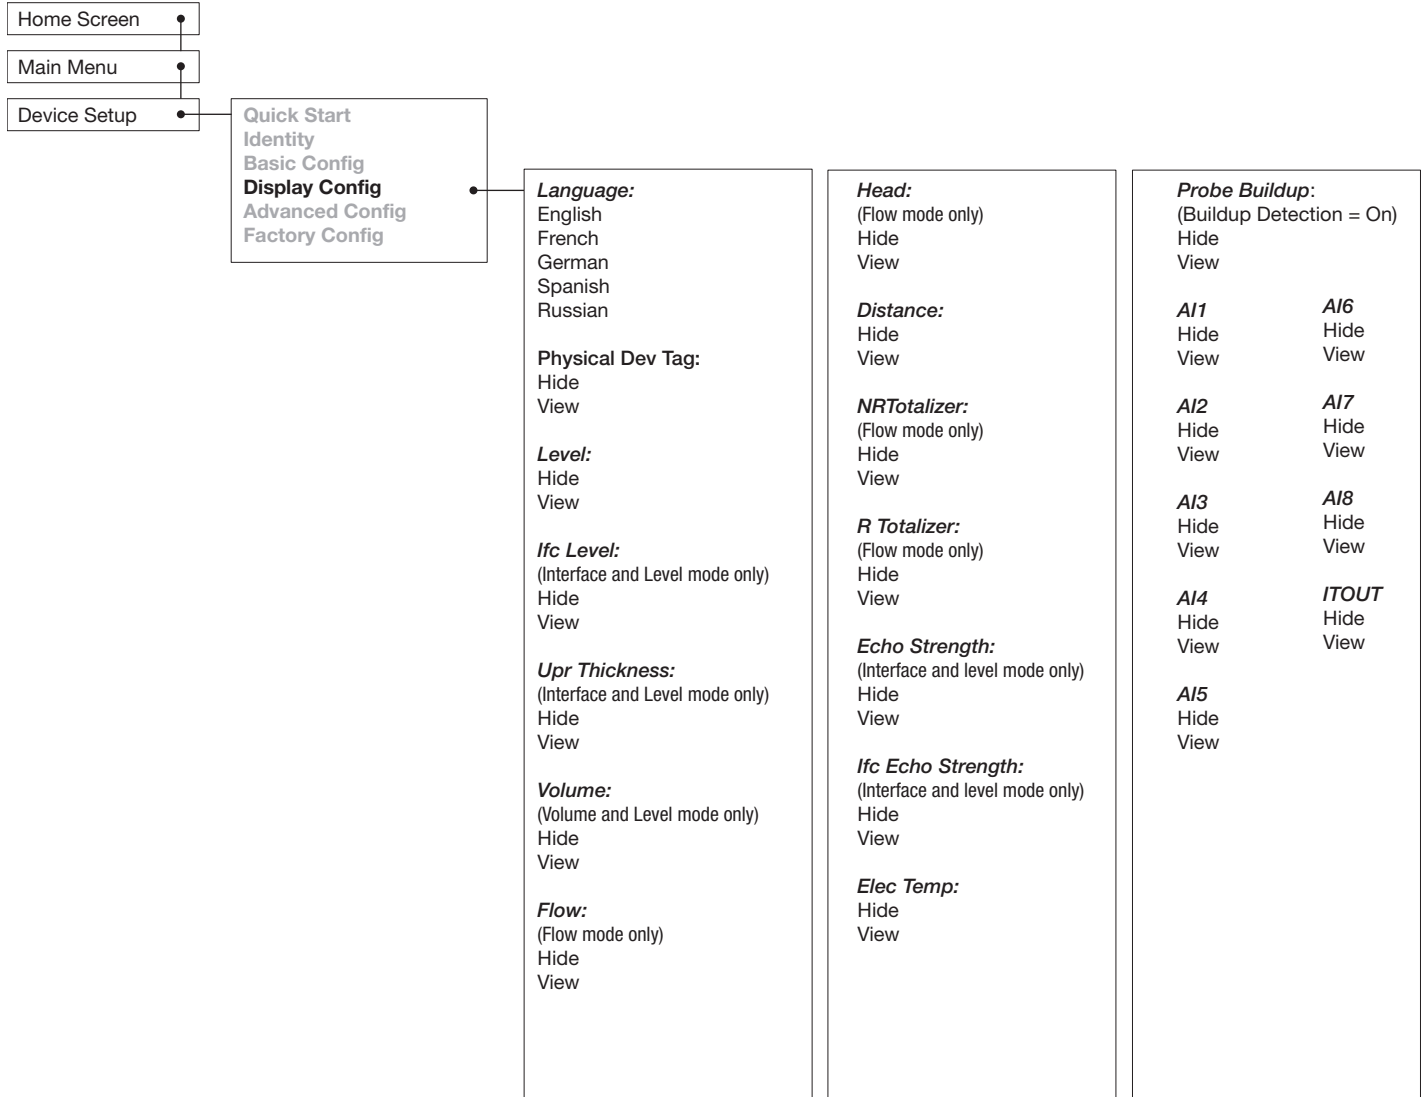 Home Screen
Main Menu
Device Setup
Quick Start
Identity
Basic Config
Display Config
Advanced Config
Factory Config
Language:
English
French
German
Spanish
Russian
Physical Dev Tag:
Hide
View
Level:
Hide
View
Ifc Level:
(Interface and Level mode only)
Hide
View
Upr Thickness:
(Interface and Level mode only)
Hide
View
Volume:
(Volume and Level mode only)
Hide
View
Flow:
(Flow mode only)
Hide
View
Head:
(Flow mode only)
Hide
View
Distance:
Hide
View
NRTotalizer:
(Flow mode only)
Hide
View
R Totalizer:
(Flow mode only)
Hide
View
Echo Strength:
(Interface and level mode only)
Hide
View
Ifc Echo Strength:
(Interface and level mode only)
Hide
View
Elec Temp:
Hide
View
Probe Buildup:
(Buildup Detection = On)
Hide
View
AI1
Hide
View
AI2
Hide
View
AI3
Hide
View
AI4
Hide
View
AI5
Hide
View
AI6
Hide
View
AI7
Hide
View
AI8
Hide
View
ITOUT
Hide
View